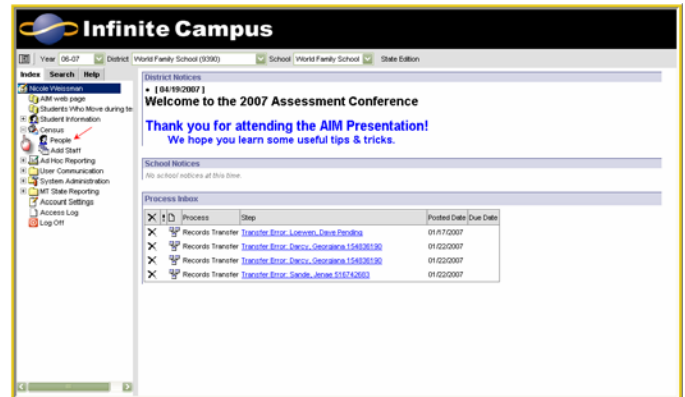 Infinite Campus
Year 06-07 District World Family School (9390) School World Family School State Edition
Index Search Help
Nicole Weissman
AIM web page
Students Who Move during te
Student Information
Census
People
Add Staff
Ad Hoc Reporting
User Communication
System Administration
MT State Reporting
Account Settings
Access Log
Log Off
District Notices
• [ 04/19/2007 ]
Welcome to the 2007 Assessment Conference
Thank you for attending the AIM Presentation!
We hope you learn some useful tips & tricks.
School Notices
No school notices at this time.
Process Inbox
Process Step Posted Date Due Date
Records Transfer Transfer Error: Loewen, Dave Pending 01/17/2007
Records Transfer Transfer Error: Darcy, Georgiana 154836190 01/22/2007
Records Transfer Transfer Error: Darcy, Georgiana 154836190 01/22/2007
Records Transfer Transfer Error: Sande, Jenae 516742683 01/22/2007